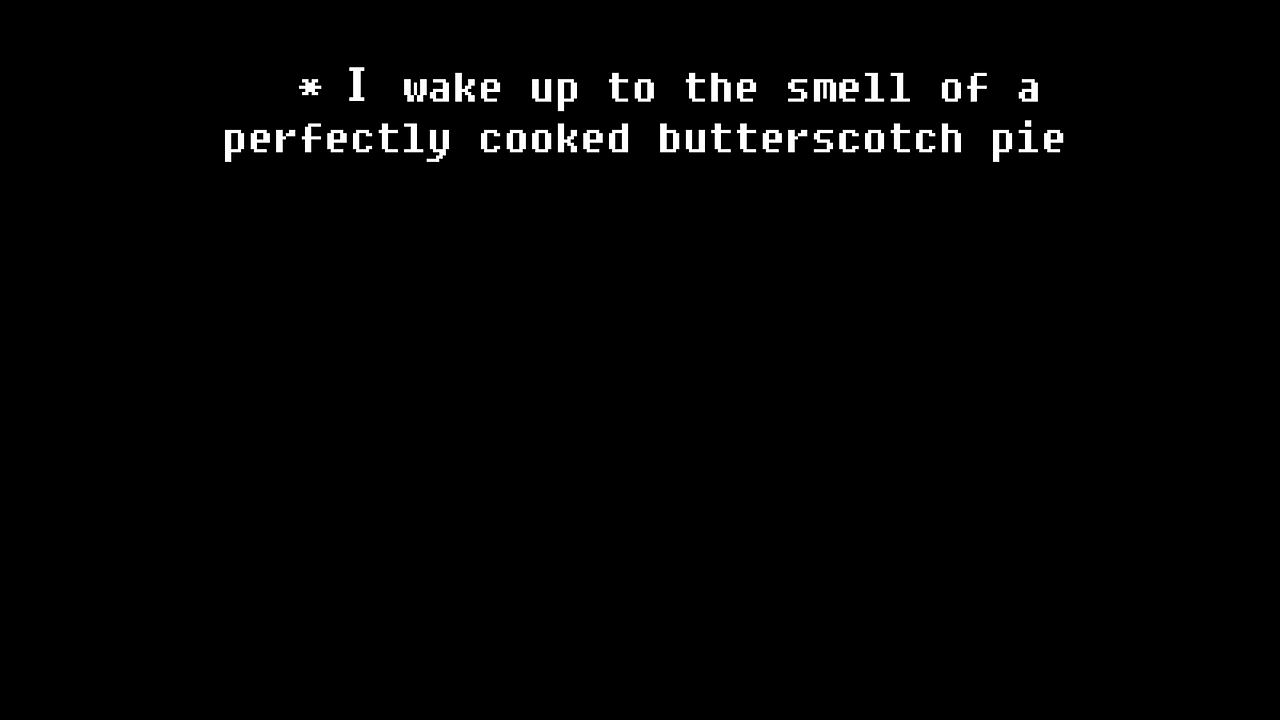 * I wake up to the smell of a
perfectly cooked butterscotch pie